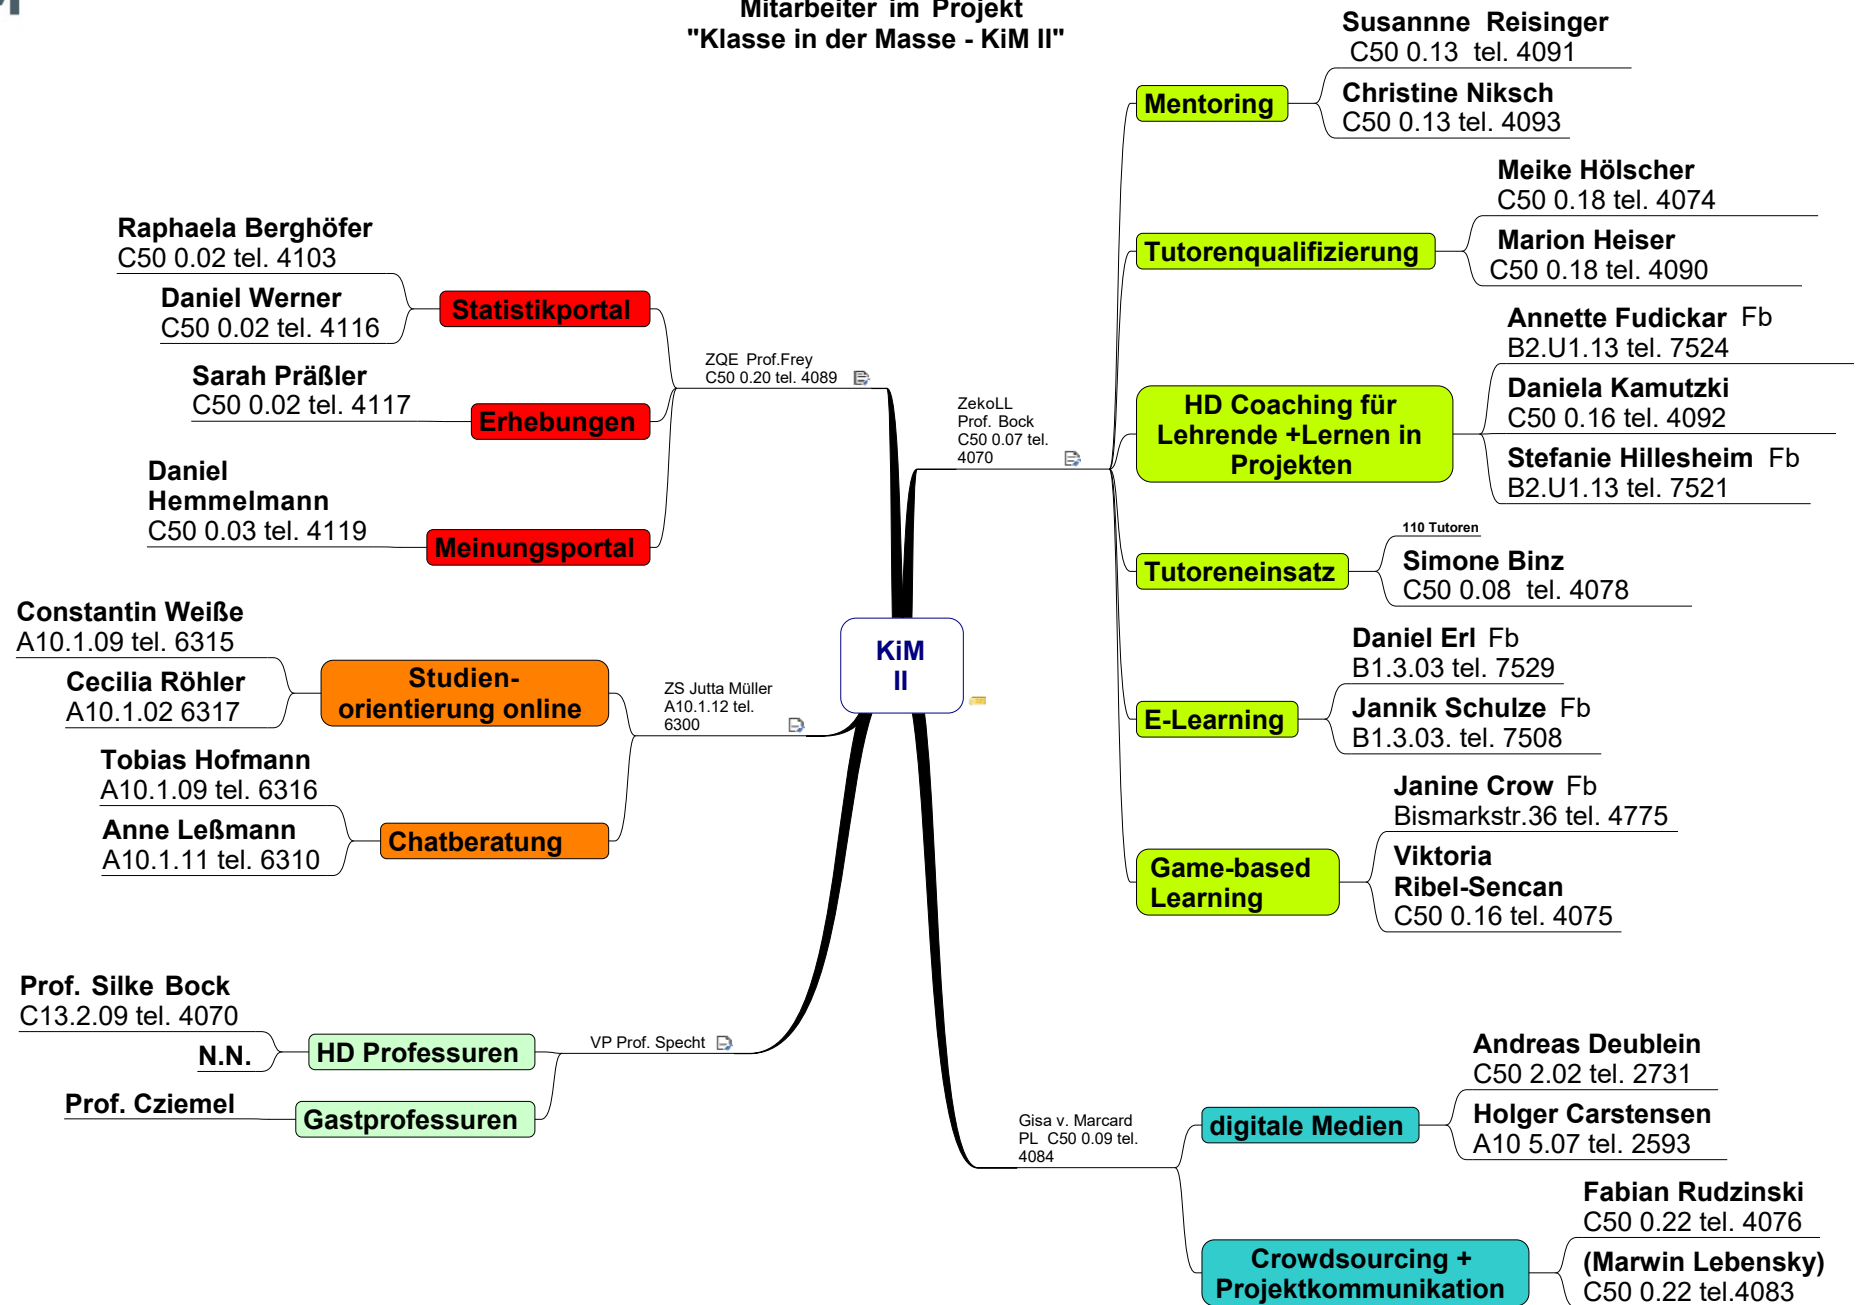 Mitarbeiter im Projekt
"Klasse in der Masse - KiM II"
Raphaela Berghöfer
C50 0.02 tel. 4103
Daniel Werner
C50 0.02 tel. 4116
Statistikportal
Sarah Präßler
C50 0.02 tel. 4117
Erhebungen
Daniel
Hemmelmann
C50 0.03 tel. 4119
Meinungsportal
ZQE Prof.Frey
C50 0.20 tel. 4089
Constantin Weiße
A10.1.09 tel. 6315
Cecilia Röhler
A10.1.02 6317
Studien-
orientierung online
Tobias Hofmann
A10.1.09 tel. 6316
Anne Leßmann
A10.1.11 tel. 6310
Chatberatung
ZS Jutta Müller
A10.1.12 tel.
6300
Prof. Silke Bock
C13.2.09 tel. 4070
N.N.
HD Professuren
Prof. Cziemel
Gastprofessuren
VP Prof. Specht
KiM
II
ZekoLL
Prof. Bock
C50 0.07 tel.
4070
Mentoring
Susannne Reisinger
C50 0.13 tel. 4091
Christine Niksch
C50 0.13 tel. 4093
Tutorenqualifizierung
Meike Hölscher
C50 0.18 tel. 4074
Marion Heiser
C50 0.18 tel. 4090
HD Coaching für
Lehrende +Lernen in
Projekten
Annette Fudickar Fb
B2.U1.13 tel. 7524
Daniela Kamutzki
C50 0.16 tel. 4092
Stefanie Hillesheim Fb
B2.U1.13 tel. 7521
Tutoreneinsatz
110 Tutoren
Simone Binz
C50 0.08 tel. 4078
E-Learning
Daniel Erl Fb
B1.3.03 tel. 7529
Jannik Schulze Fb
B1.3.03. tel. 7508
Game-based
Learning
Janine Crow Fb
Bismarkstr.36 tel. 4775
Viktoria
Ribel-Sencan
C50 0.16 tel. 4075
Gisa v. Marcard
PL C50 0.09 tel.
4084
digitale Medien
Andreas Deublein
C50 2.02 tel. 2731
Holger Carstensen
A10 5.07 tel. 2593
Crowdsourcing +
Projektkommunikation
Fabian Rudzinski
C50 0.22 tel. 4076
(Marwin Lebensky)
C50 0.22 tel.4083